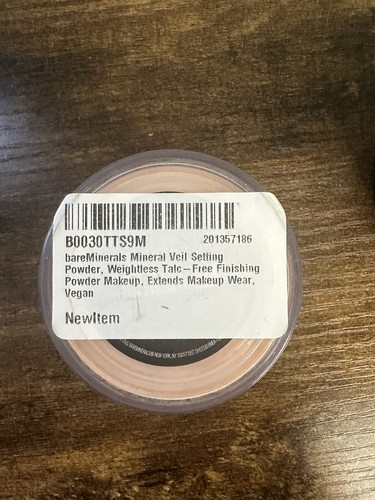 B0030TTS9M 201357186
bareMinerals Mineral Veil Setting
Powder, Weightless Talc-Free Finishing
Powder Makeup, Extends Makeup Wear,
Vegan
NewItem